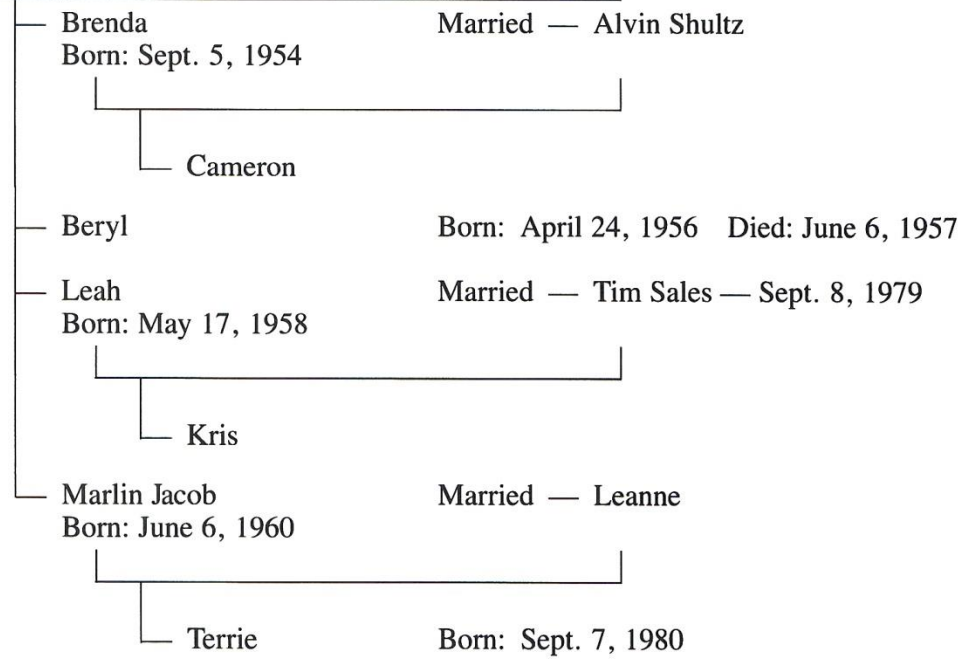 Brenda Married — Alvin Shultz
Born: Sept. 5, 1954
Cameron
Beryl Born: April 24, 1956 Died: June 6, 1957
Leah Married — Tim Sales — Sept. 8, 1979
Born: May 17, 1958
Kris
Marlin Jacob Married — Leanne
Born: June 6, 1960
Terrie Born: Sept. 7, 1980